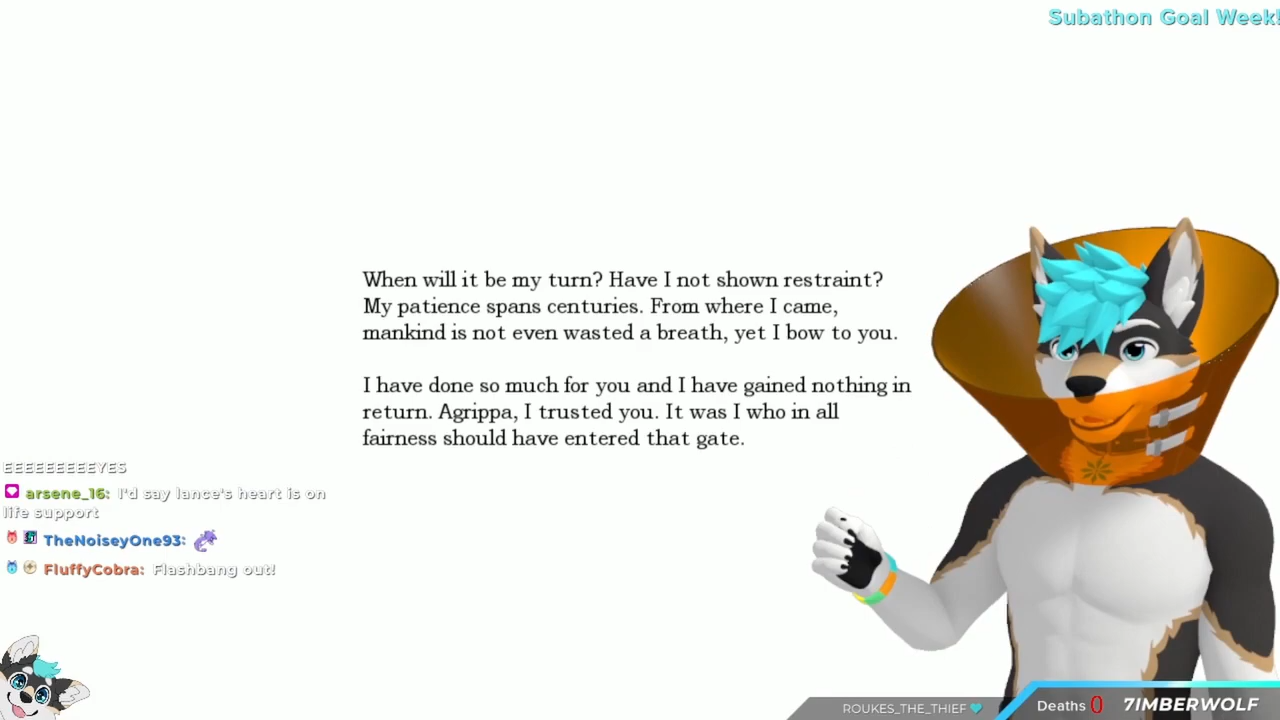 Subathon Goal Week!
When will it be my turn? Have I not shown restraint?
My patience spans centuries. From where I came,
mankind is not even wasted a breath, yet I bow to you.
I have done so much for you and I have gained nothing in
return. Agrippa, I trusted you. It was I who in all
fairness should have entered that gate.
EEEEEEEEEYES
arsene_16: I'd say lance's heart is on
life support
TheNoiseyOne93:
FluffyCobra: Flashbang out!
ROUKES_THE_THIEF
Deaths 0
7IMBERWOLF